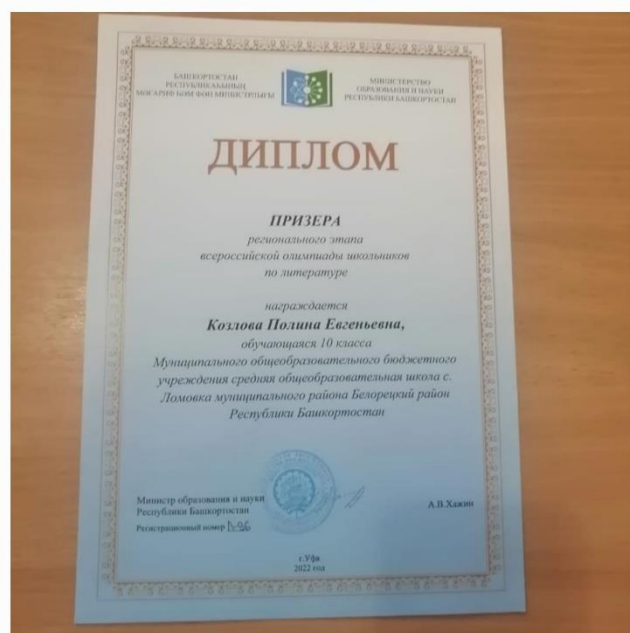 БАШКОРТОСТАН
РЕСПУБЛИКАҺЫНЫҢ
МӘҒАРИФ ҺӘМ ФӘН МИНИСТРЛЫҒЫ
МИНИСТЕРСТВО
ОБРАЗОВАНИЯ И НАУКИ
РЕСПУБЛИКИ БАШКОРТОСТАН
ДИПЛОМ
ПРИЗЕРА
регионального этапа
всероссийской олимпиады школьников
по литературе
награждается
Козлова Полина Евгеньевна,
обучающаяся 10 класса
Муниципального общеобразовательного бюджетного
учреждения средняя общеобразовательная школа с.
Ломовка муниципального района Белорецкий район
Республики Башкортостан
Министр образования и науки
Республики Башкортостан
А.В.Хажин
Регистрационный номер
г.Уфа
2022 год